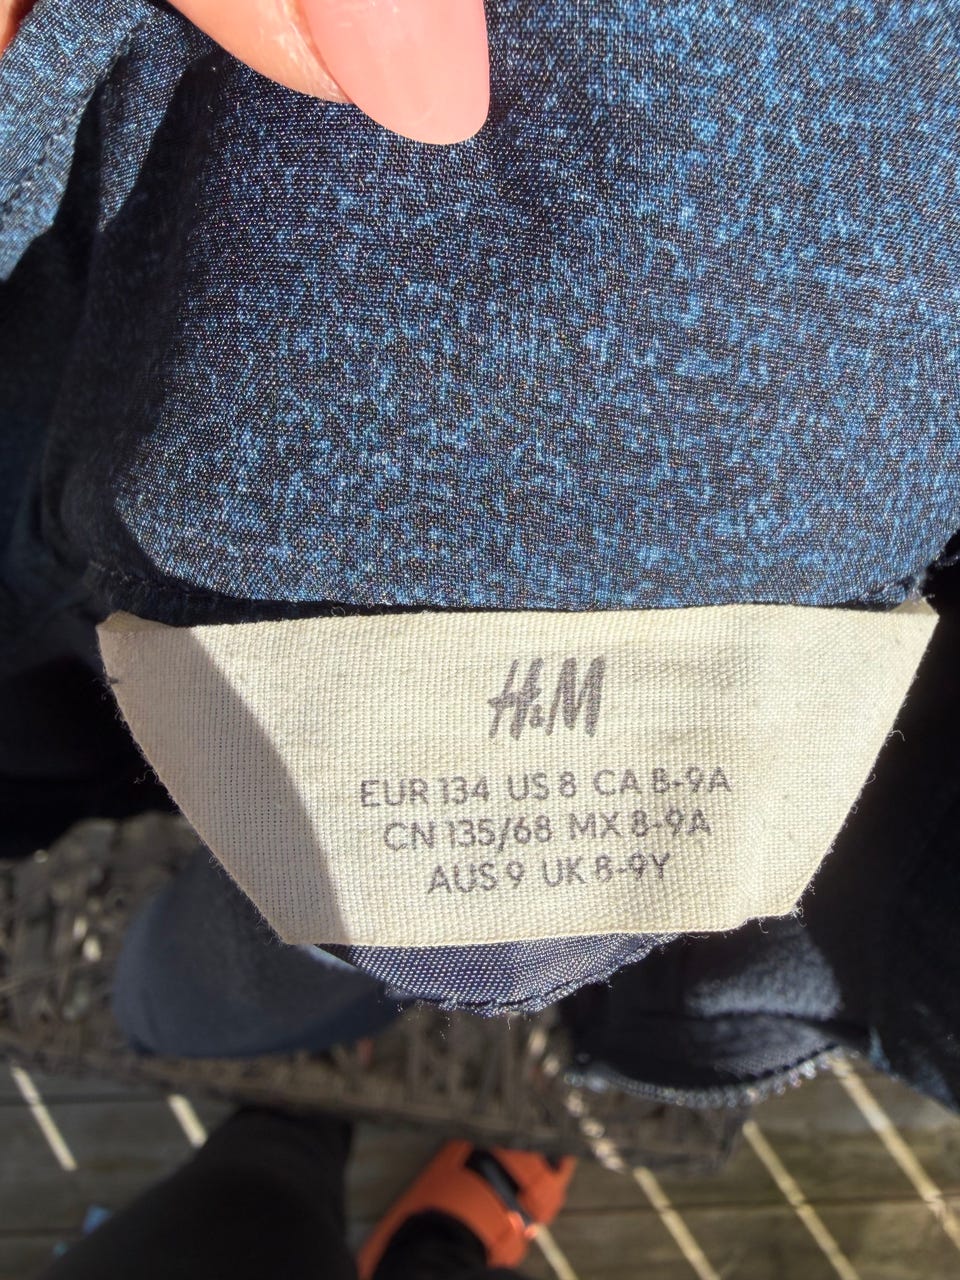 H&M
EUR 134 US 8 CA 8-9A
CN 135/68 MX 8-9A
AUS 9 UK 8-9Y